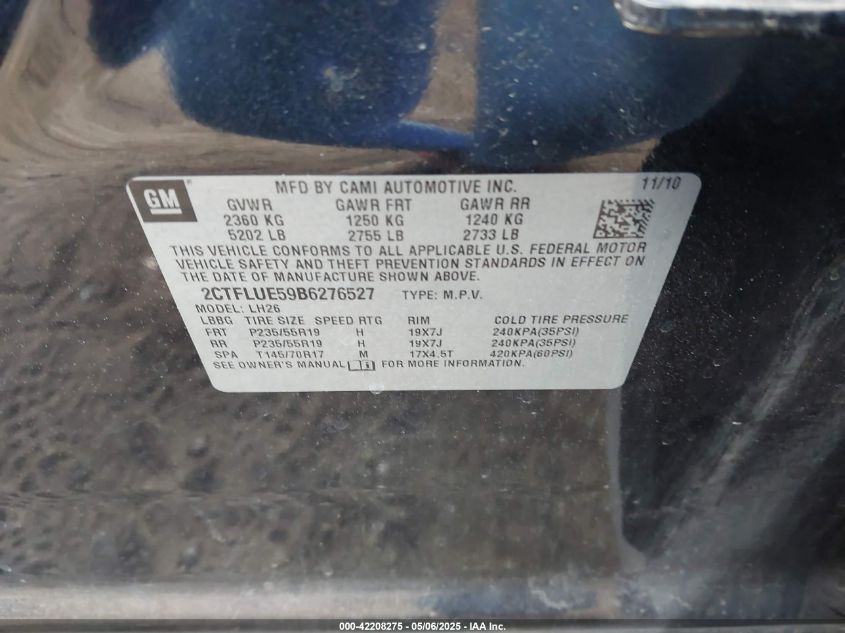 GM
MFD BY CAMI AUTOMOTIVE INC. 11/10
GVWR GAWR FRT GAWR RR
2360 KG 1250 KG 1240 KG
5202 LB 2755 LB 2733 LB
THIS VEHICLE CONFORMS TO ALL APPLICABLE U.S. FEDERAL MOTOR
VEHICLE SAFETY AND THEFT PREVENTION STANDARDS IN EFFECT ON
THE DATE OF MANUFACTURE SHOWN ABOVE.
2CTFLUE59B6276527 TYPE: M.P.V.
MODEL: LH26
LBBG TIRE SIZE SPEED RTG RIM COLD TIRE PRESSURE
FRT P235/55R19 H 19X7J 240KPA(35PSI)
RR P235/55R19 H 19X7J 240KPA(35PSI)
SPA T145/70R17 M 17X4.5T 420KPA(60PSI)
SEE OWNER'S MANUAL FOR MORE INFORMATION.
000-42208275 - 05/06/2025 - IAA Inc.